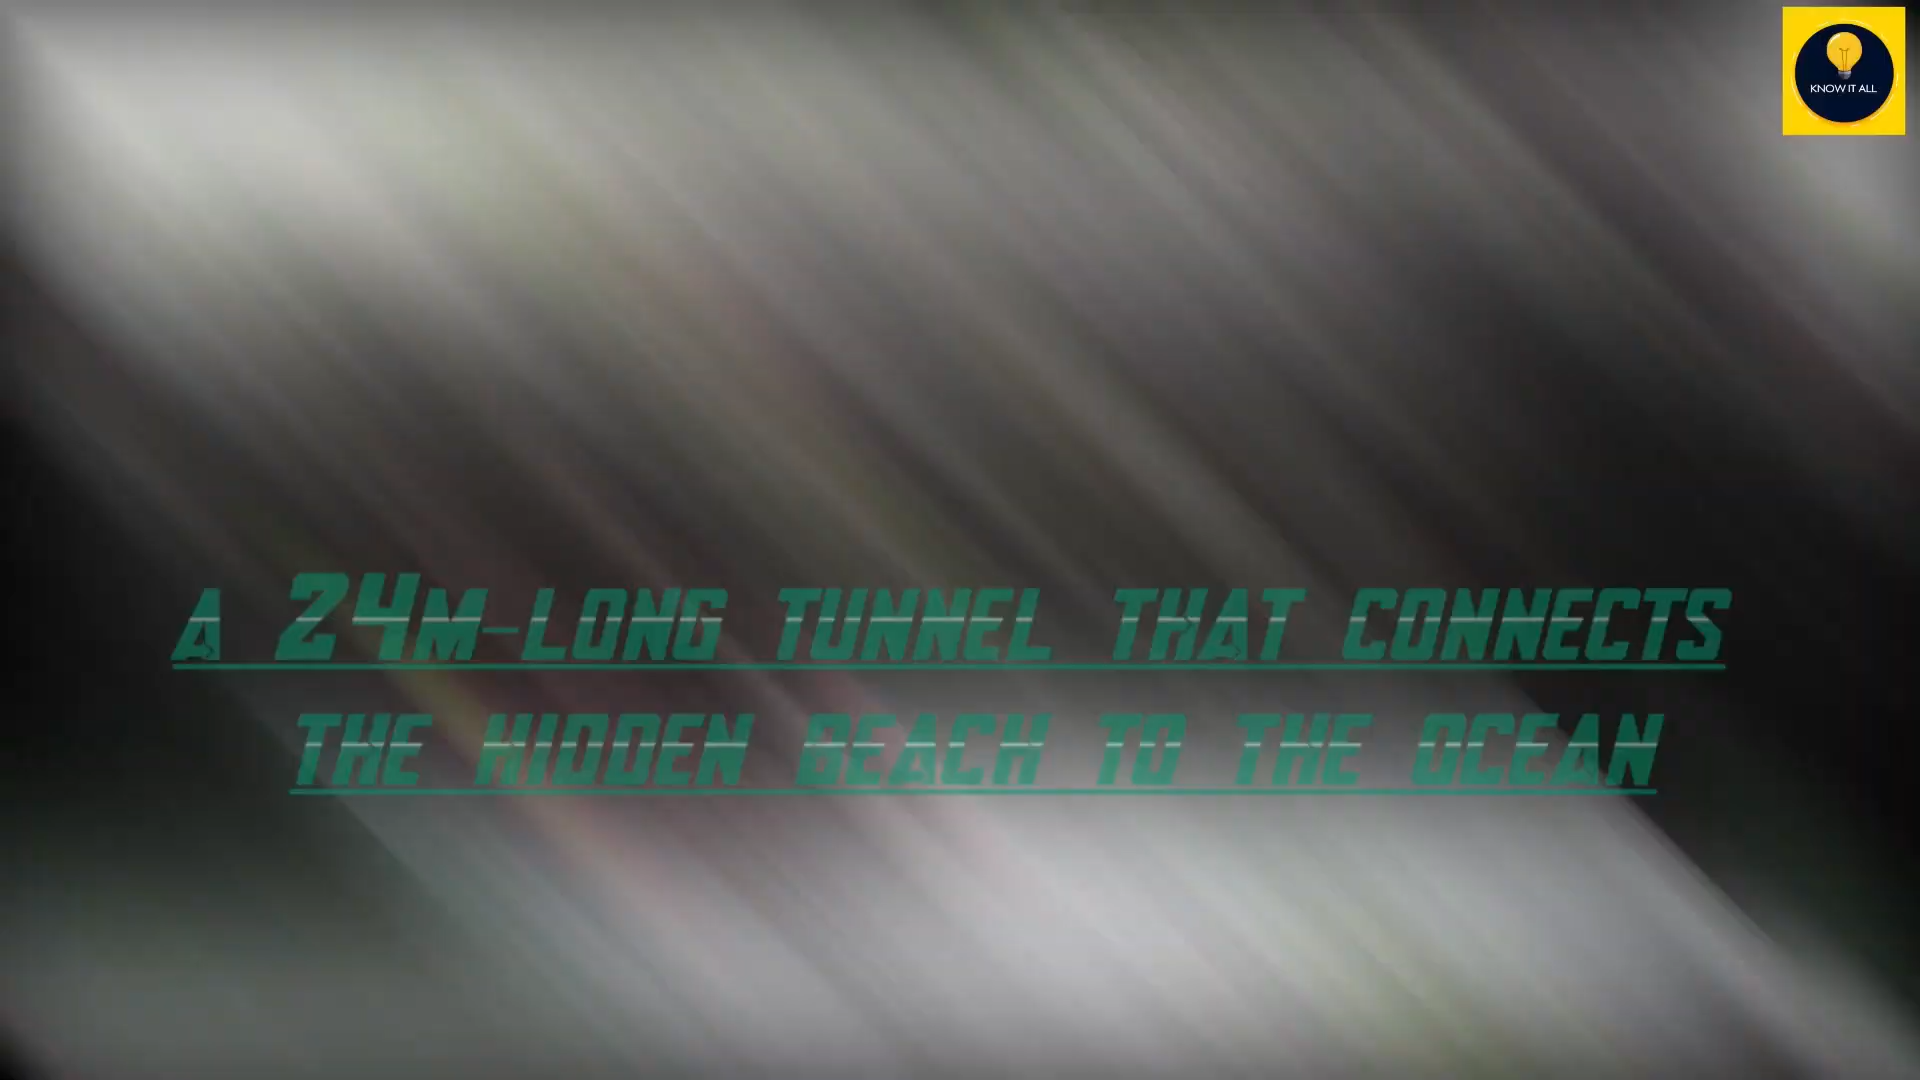 KNOW IT ALL
A 24M-LONG TUNNEL THAT CONNECTS
THE HIDDEN BEACH TO THE OCEAN